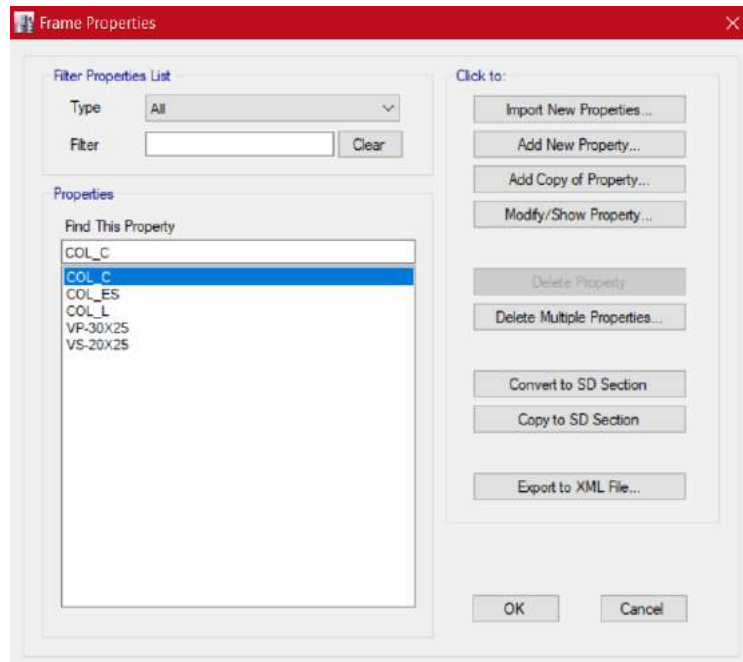 Frame Properties
Filter Properties List
Type All
Filter Clear
Properties
Find This Property
COL_C
COL_C
COL_ES
COL_L
VP-30X25
VS-20X25
Click to:
Import New Properties...
Add New Property...
Add Copy of Property...
Modify/Show Property...
Delete Property
Delete Multiple Properties...
Convert to SD Section
Copy to SD Section
Export to XML File...
OK Cancel